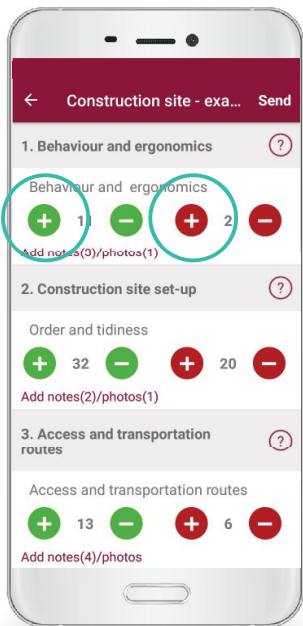 ← Construction site - exa... Send
1. Behaviour and ergonomics ?
Behaviour and ergonomics
+ 11 − + 2 −
Add notes(3)/photos(1)
2. Construction site set-up ?
Order and tidiness
+ 32 − + 20 −
Add notes(2)/photos(1)
3. Access and transportation
routes ?
Access and transportation routes
+ 13 − + 6 −
Add notes(4)/photos